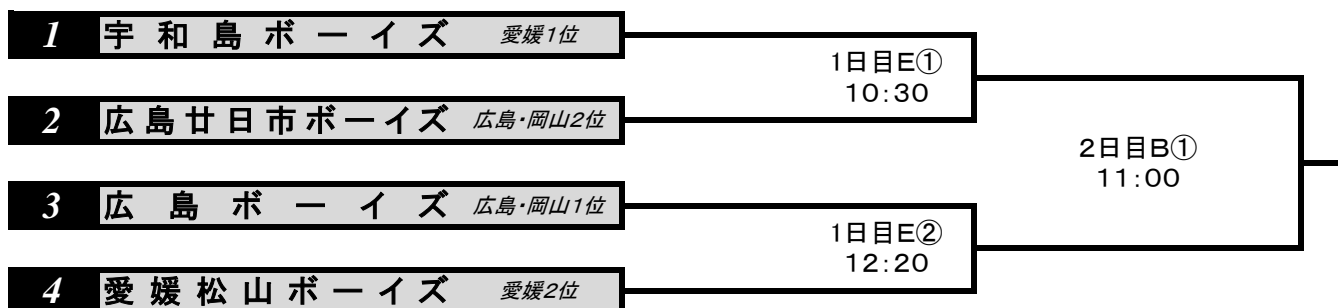 1 宇和島ボーイズ 愛媛1位
1日目E①
10:30
2 広島廿日市ボーイズ 広島・岡山2位
2日目B①
11:00
3 広島ボーイズ 広島・岡山1位
1日目E②
12:20
4 愛媛松山ボーイズ 愛媛2位